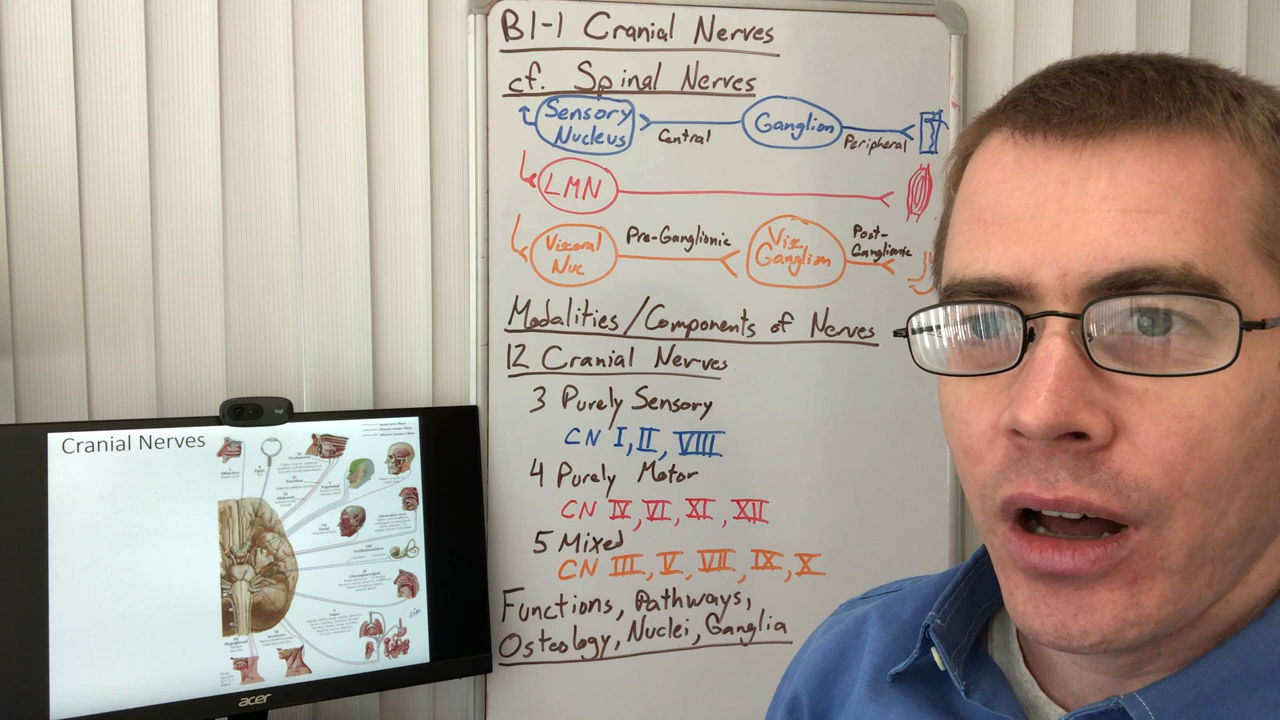 B1-1 Cranial Nerves
cf. Spinal Nerves
Sensory
Nucleus
Central
Ganglion
Peripheral
LMN
Visceral
Nuc
Pre-Ganglionic
Vis.
Ganglion
Post-
Ganglionic
Modalities/Components of Nerves
12 Cranial Nerves
3 Purely Sensory
CN I, II, VIII
4 Purely Motor
CN IV, VI, XI, XII
5 Mixed
CN III, V, VII, IX, X
Functions, Pathways,
Osteology, Nuclei, Ganglia
Cranial Nerves
acer